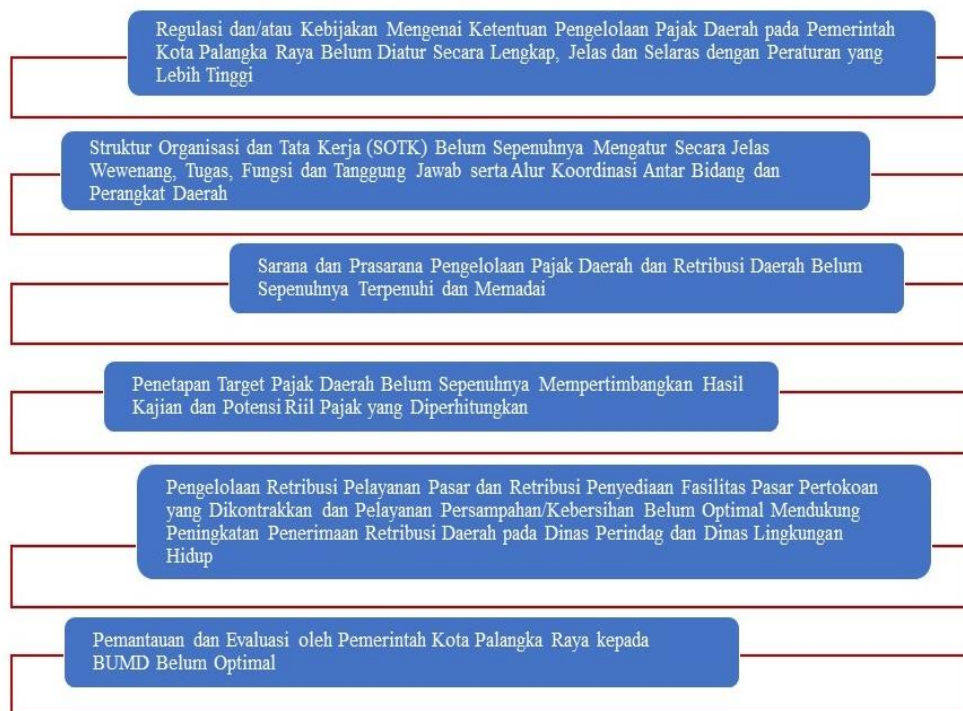 Regulasi dan/atau Kebijakan Mengenai Ketentuan Pengelolaan Pajak Daerah pada Pemerintah
Kota Palangka Raya Belum Diatur Secara Lengkap, Jelas dan Selaras dengan Peraturan yang
Lebih Tinggi
Struktur Organisasi dan Tata Kerja (SOTK) Belum Sepenuhnya Mengatur Secara Jelas
Wewenang, Tugas, Fungsi dan Tanggung Jawab serta Alur Koordinasi Antar Bidang dan
Perangkat Daerah
Sarana dan Prasarana Pengelolaan Pajak Daerah dan Retribusi Daerah Belum
Sepenuhnya Terpenuhi dan Memadai
Penetapan Target Pajak Daerah Belum Sepenuhnya Mempertimbangkan Hasil
Kajian dan Potensi Riil Pajak yang Diperhitungkan
Pengelolaan Retribusi Pelayanan Pasar dan Retribusi Penyediaan Fasilitas Pasar Pertokoan
yang Dikontrakkan dan Pelayanan Persampahan/Kebersihan Belum Optimal Mendukung
Peningkatan Penerimaan Retribusi Daerah pada Dinas Perindag dan Dinas Lingkungan
Hidup
Pemantauan dan Evaluasi oleh Pemerintah Kota Palangka Raya kepada
BUMD Belum Optimal